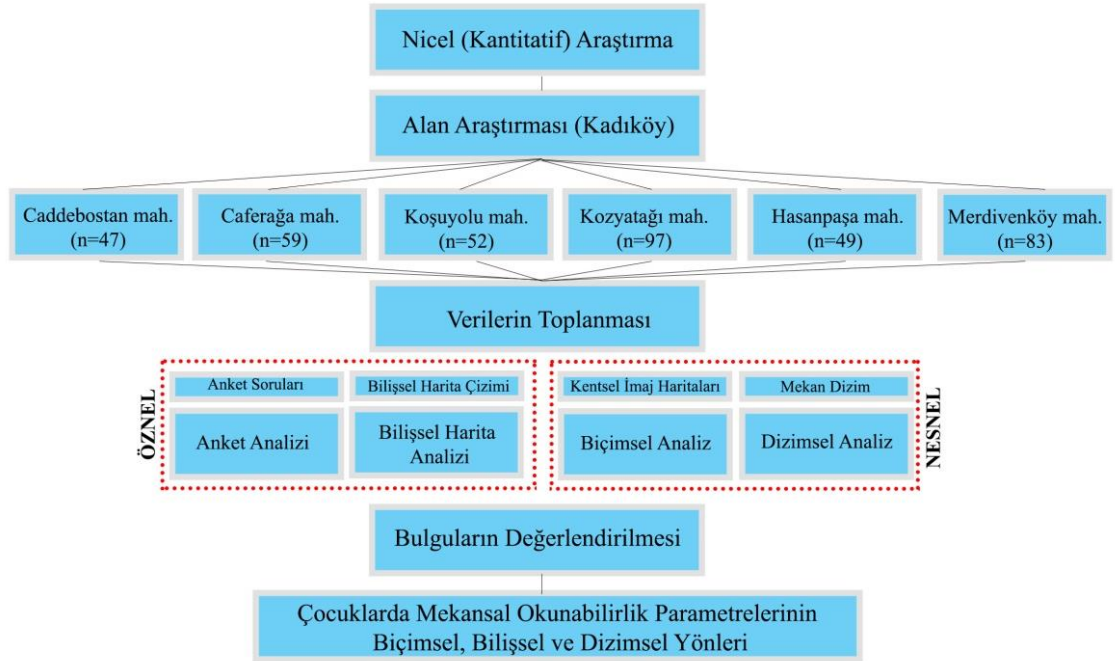 Nicel (Kantitatif) Araştırma
Alan Araştırması (Kadıköy)
Caddebostan mah.
(n=47)
Caferağa mah.
(n=59)
Koşuyolu mah.
(n=52)
Kozyatağı mah.
(n=97)
Hasanpaşa mah.
(n=49)
Merdivenköy mah.
(n=83)
Verilerin Toplanması
ÖZNEL
Anket Soruları
Bilişsel Harita Çizimi
Anket Analizi
Bilişsel Harita
Analizi
Kentsel İmaj Haritaları
Mekan Dizim
Biçimsel Analiz
Dizimsel Analiz
NESNEL
Bulguların Değerlendirilmesi
Çocuklarda Mekansal Okunabilirlik Parametrelerinin
Biçimsel, Bilişsel ve Dizimsel Yönleri